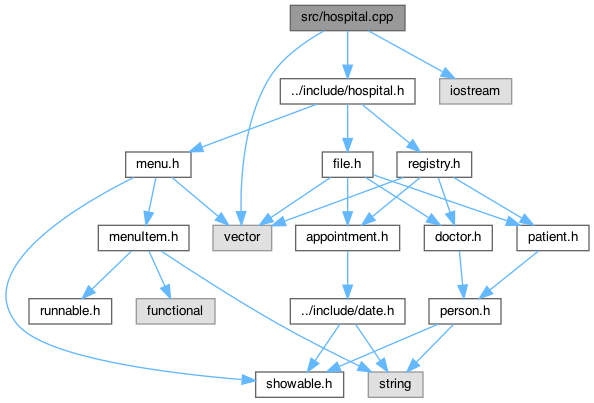 src/hospital.cpp
../include/hospital.h
iostream
menu.h
file.h
registry.h
menuItem.h
vector
appointment.h
doctor.h
patient.h
runnable.h
functional
../include/date.h
person.h
showable.h
string